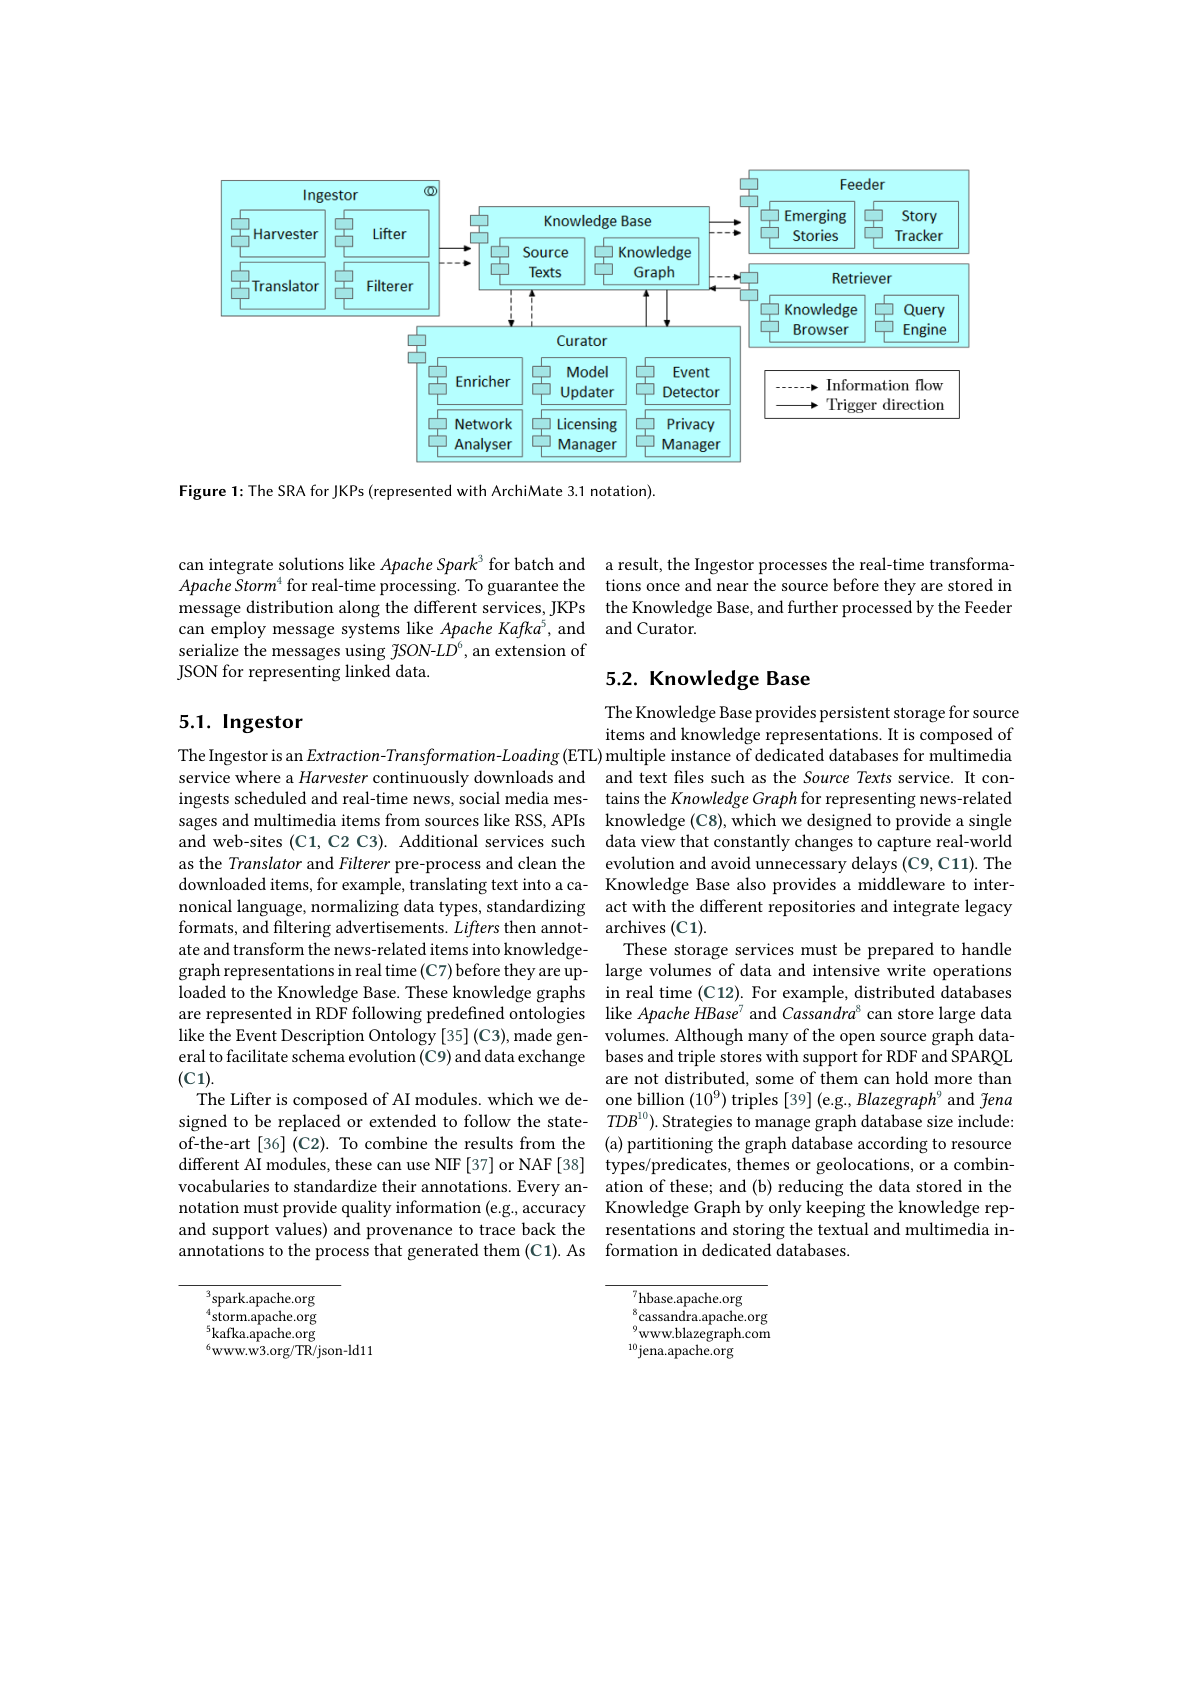 Ingestor
Harvester
Lifter
Translator
Filterer
Knowledge Base
Source
Texts
Knowledge
Graph
Feeder
Emerging
Stories
Story
Tracker
Retriever
Knowledge
Browser
Query
Engine
Curator
Enricher
Model
Updater
Event
Detector
Network
Analyser
Licensing
Manager
Privacy
Manager
Information flow
Trigger direction
Figure 1: The SRA for JKPs (represented with ArchiMate 3.1 notation).
can integrate solutions like Apache Spark3 for batch and
Apache Storm4 for real-time processing. To guarantee the
message distribution along the different services, JKPs
can employ message systems like Apache Kafka5, and
serialize the messages using JSON-LD6, an extension of
JSON for representing linked data.
5.1. Ingestor
The Ingestor is an Extraction-Transformation-Loading (ETL)
service where a Harvester continuously downloads and
ingests scheduled and real-time news, social media mes-
sages and multimedia items from sources like RSS, APIs
and web-sites (C1, C2 C3). Additional services such
as the Translator and Filterer pre-process and clean the
downloaded items, for example, translating text into a ca-
nonical language, normalizing data types, standardizing
formats, and filtering advertisements. Lifters then annot-
ate and transform the news-related items into knowledge-
graph representations in real time (C7) before they are up-
loaded to the Knowledge Base. These knowledge graphs
are represented in RDF following predefined ontologies
like the Event Description Ontology [35] (C3), made gen-
eral to facilitate schema evolution (C9) and data exchange
(C1).
The Lifter is composed of AI modules. which we de-
signed to be replaced or extended to follow the state-
of-the-art [36] (C2). To combine the results from the
different AI modules, these can use NIF [37] or NAF [38]
vocabularies to standardize their annotations. Every an-
notation must provide quality information (e.g., accuracy
and support values) and provenance to trace back the
annotations to the process that generated them (C1). As
3spark.apache.org
4storm.apache.org
5kafka.apache.org
6www.w3.org/TR/json-ld11
a result, the Ingestor processes the real-time transforma-
tions once and near the source before they are stored in
the Knowledge Base, and further processed by the Feeder
and Curator.
5.2. Knowledge Base
The Knowledge Base provides persistent storage for source
items and knowledge representations. It is composed of
multiple instance of dedicated databases for multimedia
and text files such as the Source Texts service. It con-
tains the Knowledge Graph for representing news-related
knowledge (C8), which we designed to provide a single
data view that constantly changes to capture real-world
evolution and avoid unnecessary delays (C9, C11). The
Knowledge Base also provides a middleware to inter-
act with the different repositories and integrate legacy
archives (C1).
These storage services must be prepared to handle
large volumes of data and intensive write operations
in real time (C12). For example, distributed databases
like Apache HBase7 and Cassandra8 can store large data
volumes. Although many of the open source graph data-
bases and triple stores with support for RDF and SPARQL
are not distributed, some of them can hold more than
one billion (10⁹) triples [39] (e.g., Blazegraph9 and Jena
TDB10). Strategies to manage graph database size include:
(a) partitioning the graph database according to resource
types/predicates, themes or geolocations, or a combin-
ation of these; and (b) reducing the data stored in the
Knowledge Graph by only keeping the knowledge rep-
resentations and storing the textual and multimedia in-
formation in dedicated databases.
7hbase.apache.org
8cassandra.apache.org
9www.blazegraph.com
10jena.apache.org